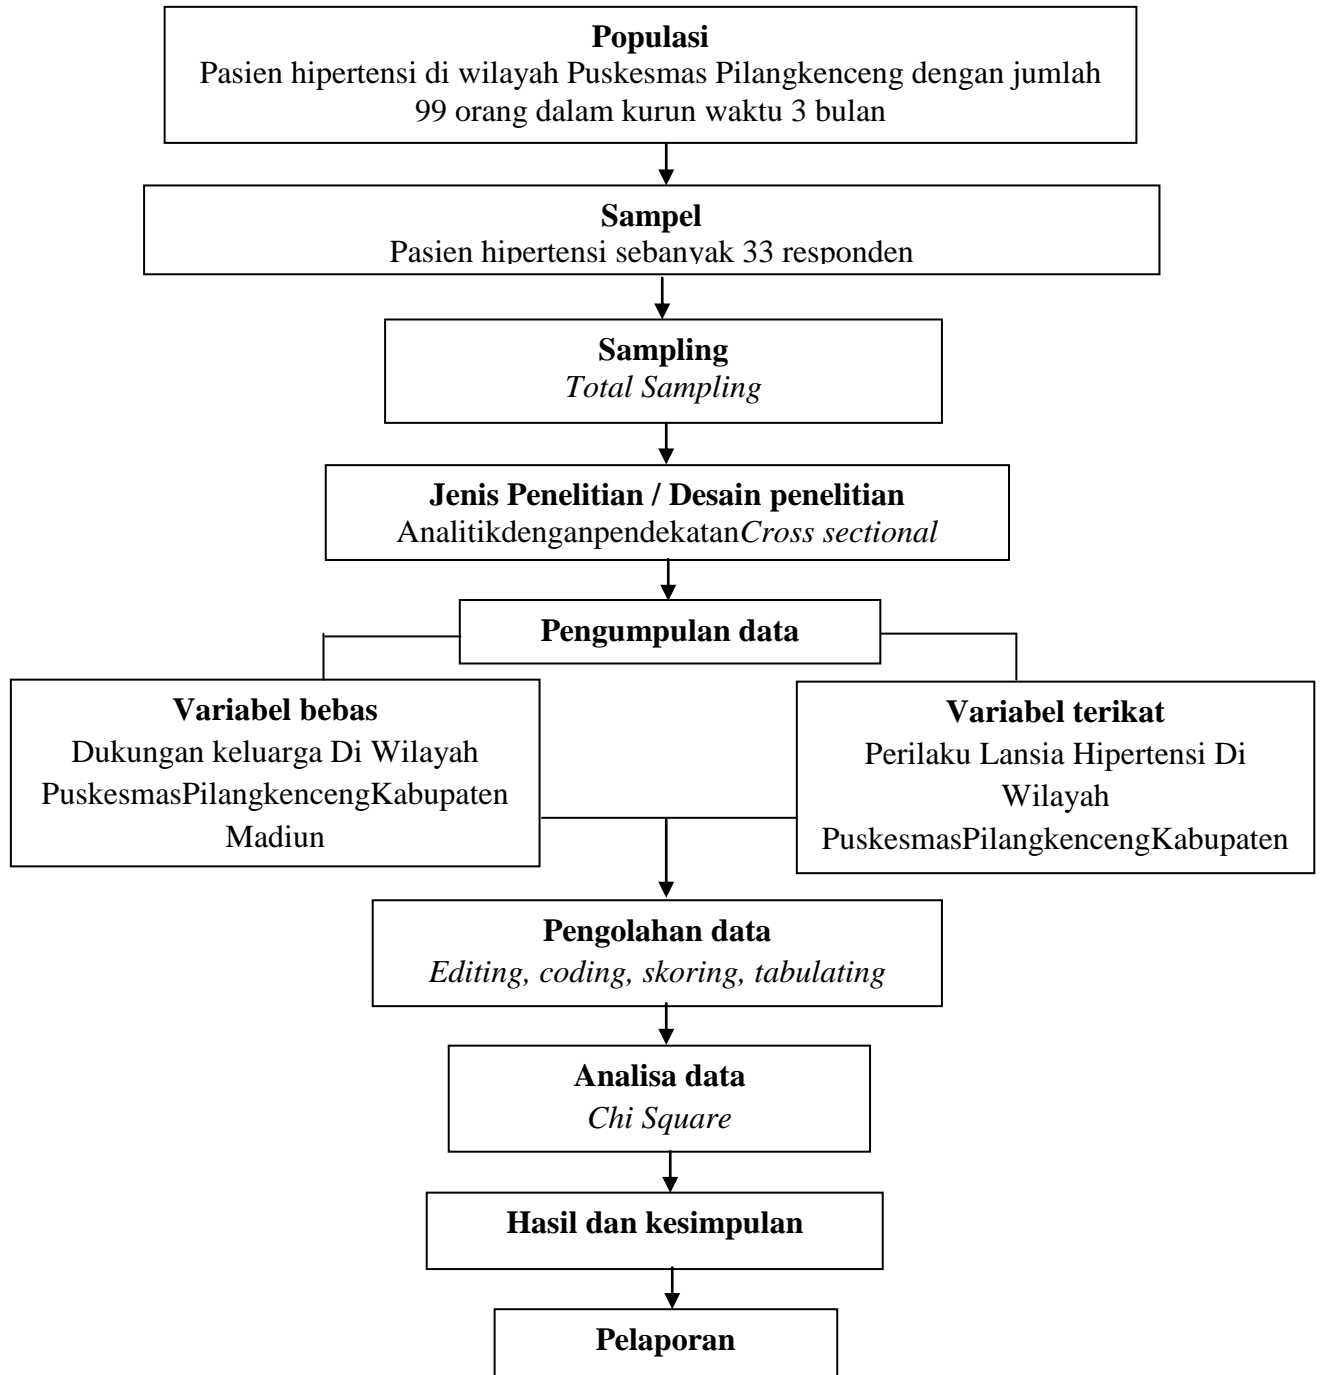 Populasi
Pasien hipertensi di wilayah Puskesmas Pilangkenceng dengan jumlah
99 orang dalam kurun waktu 3 bulan
Sampel
Pasien hipertensi sebanyak 33 responden
Sampling
Total Sampling
Jenis Penelitian / Desain penelitian
AnalitikdenganpendekatanCross sectional
Pengumpulan data
Variabel bebas
Dukungan keluarga Di Wilayah
PuskesmasPilangkencengKabupaten
Madiun
Variabel terikat
Perilaku Lansia Hipertensi Di
Wilayah
PuskesmasPilangkencengKabupaten
Pengolahan data
Editing, coding, skoring, tabulating
Analisa data
Chi Square
Hasil dan kesimpulan
Pelaporan